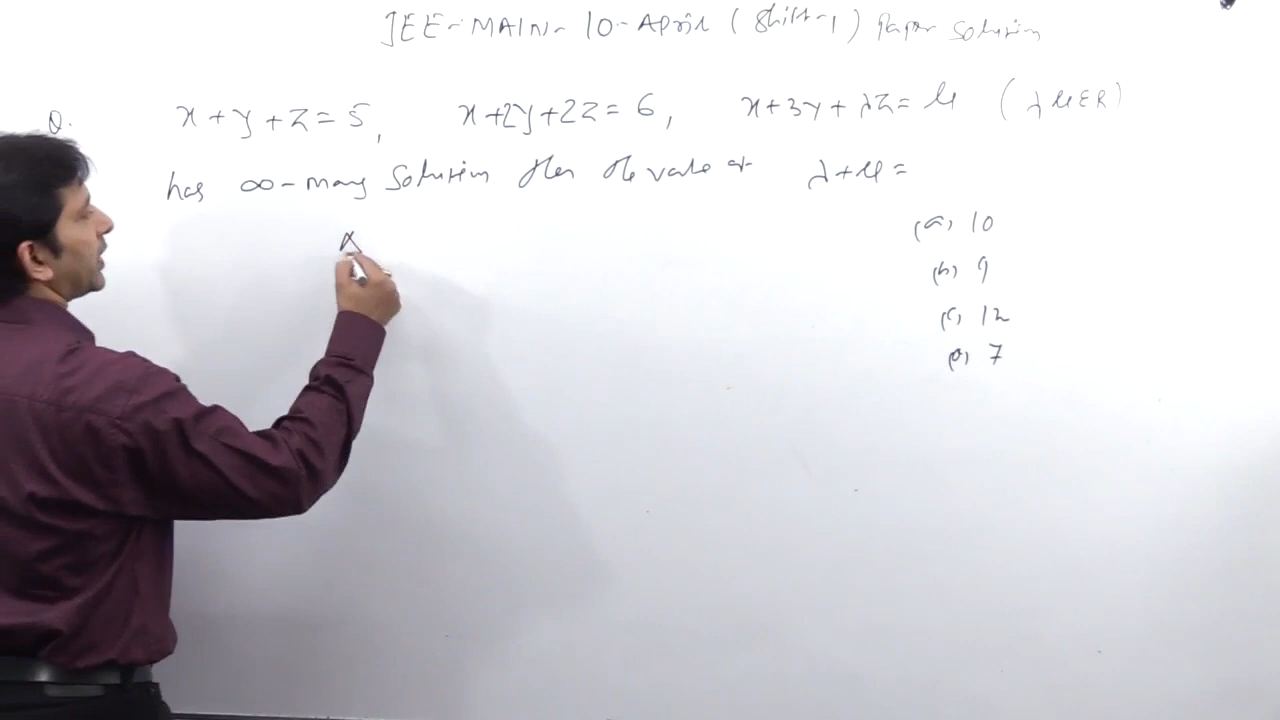 JEE-MAIN-10-April (Shift-1) Paper Solution
Q. x+y+z=5, x+2y+2z=6, x+3y+λz=μ (λ μ∈R)
has ∞-many solution then the value of λ+μ=
(a) 10
(b) 9
(c) 12
(d) 7